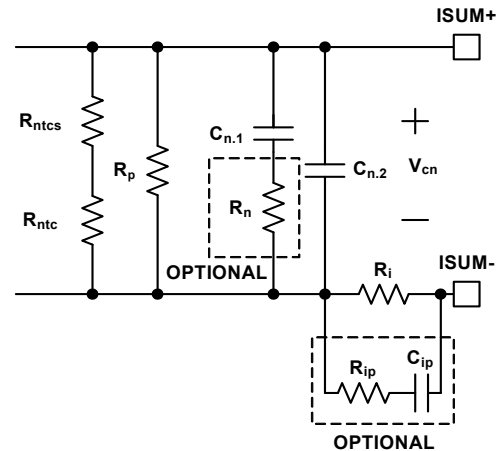 ISUM+
Rntcs
Cn.1
+
Rp
Cn.2
Vcn
Rntc
Rn
−
OPTIONAL
Ri
ISUM-
Rip
Cip
OPTIONAL